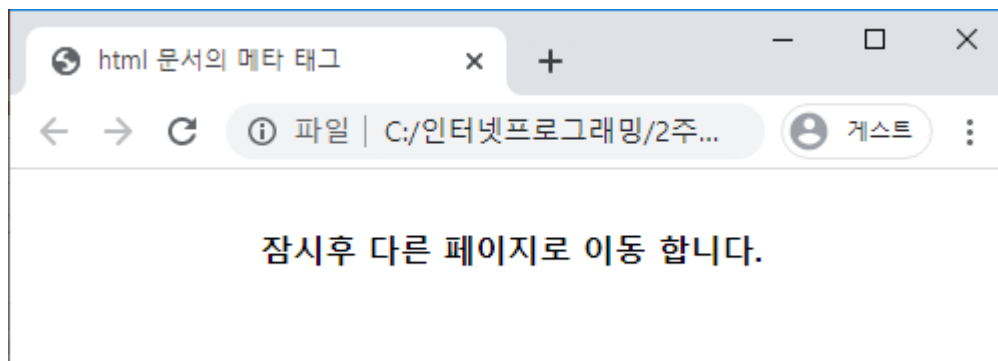 html 문서의 메타 태그
파일 | C:/인터넷프로그래밍/2주... 게스트
잠시후 다른 페이지로 이동 합니다.